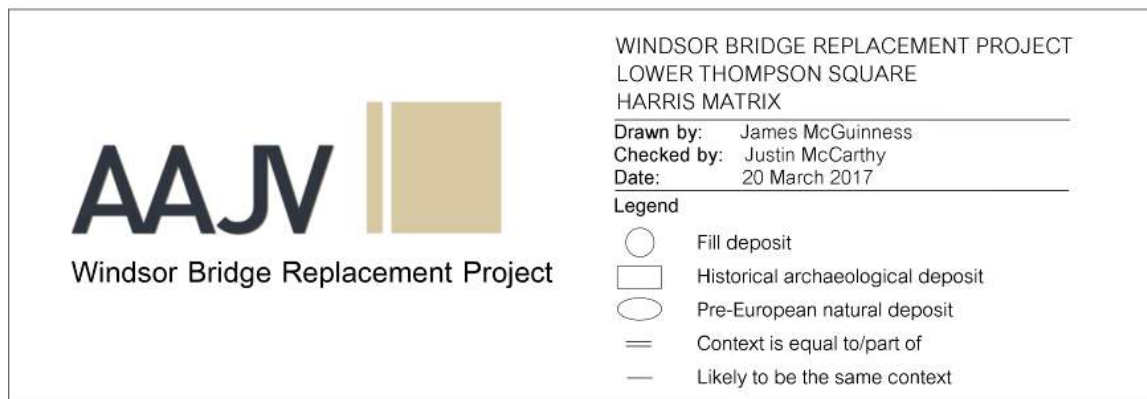 AAJV
Windsor Bridge Replacement Project
WINDSOR BRIDGE REPLACEMENT PROJECT
LOWER THOMPSON SQUARE
HARRIS MATRIX
Drawn by: James McGuinness
Checked by: Justin McCarthy
Date: 20 March 2017
Legend
Fill deposit
Historical archaeological deposit
Pre-European natural deposit
Context is equal to/part of
Likely to be the same context